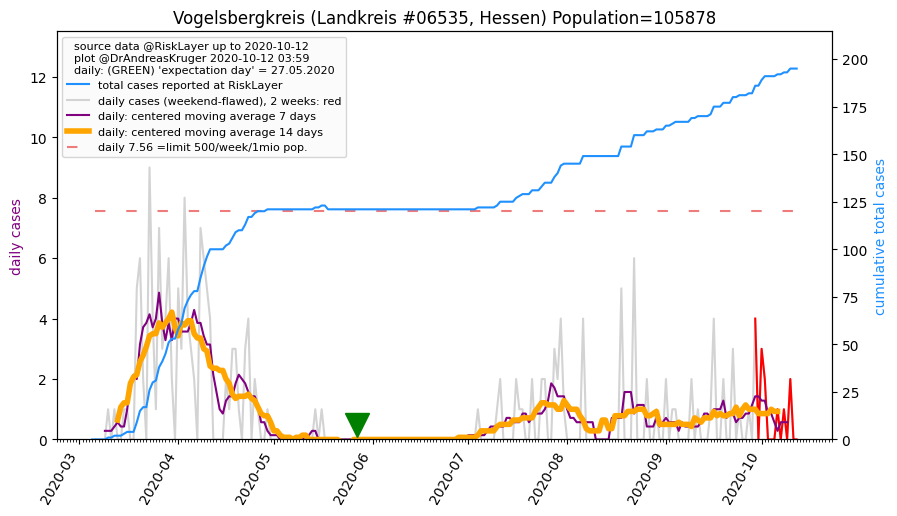 Vogelsbergkreis (Landkreis #06535, Hessen) Population=105878
source data @RiskLayer up to 2020-10-12
plot @DrAndreasKruger 2020-10-12 03:59
daily: (GREEN) 'expectation day' = 27.05.2020
total cases reported at RiskLayer
daily cases (weekend-flawed), 2 weeks: red
daily: centered moving average 7 days
daily: centered moving average 14 days
daily 7.56 =limit 500/week/1mio pop.
daily cases
12
10
8
6
4
2
0
cumulative total cases
200
175
150
125
100
75
50
25
0
2020-03
2020-04
2020-05
2020-06
2020-07
2020-08
2020-09
2020-10